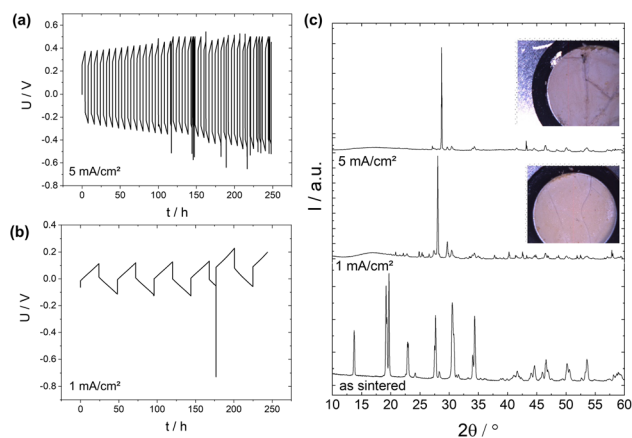 (a)
0.6
0.4
0.2
0.0
-0.2
-0.4
-0.6
-0.8
U / V
5 mA/cm²
0 50 100 150 200 250
t / h
(b)
0.4
0.2
0.0
-0.2
-0.4
-0.6
-0.8
U / V
1 mA/cm²
0 50 100 150 200 250
t / h
(c)
I / a.u.
5 mA/cm²
1 mA/cm²
as sintered
10 15 20 25 30 35 40 45 50 55 60
2θ / °